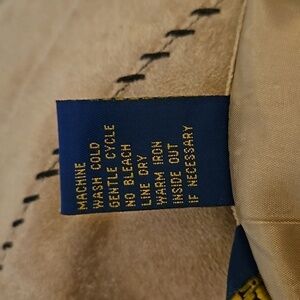 MACHINE
WASH COLD
GENTLE CYCLE
NO BLEACH
LINE DRY
WARM IRON
INSIDE OUT
IF NECESSARY